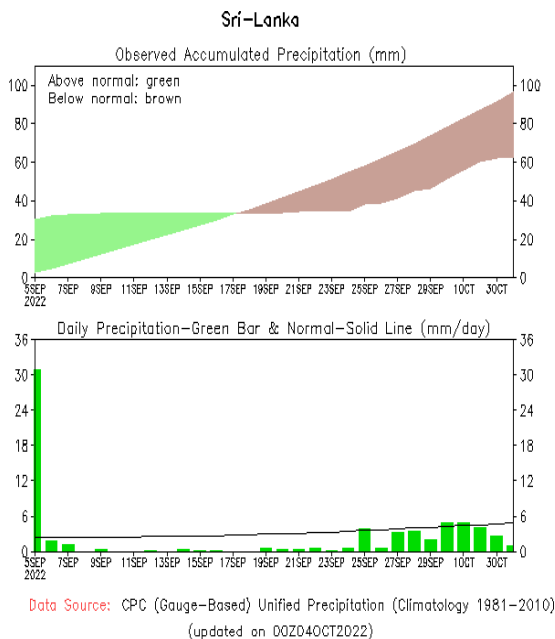 Sri-Lanka
Observed Accumulated Precipitation (mm)
Above normal: green
Below normal: brown
100 100
80 80
60 60
40 40
20 20
0 0
5SEP 7SEP 9SEP 11SEP 13SEP 15SEP 17SEP 19SEP 21SEP 23SEP 25SEP 27SEP 29SEP 1OCT 3OCT
2022
Daily Precipitation-Green Bar & Normal-Solid Line (mm/day)
36 36
30 30
24 24
18 18
12 12
6 6
0 0
5SEP 7SEP 9SEP 11SEP 13SEP 15SEP 17SEP 19SEP 21SEP 23SEP 25SEP 27SEP 29SEP 1OCT 3OCT
2022
Data Source: CPC (Gauge-Based) Unified Precipitation (Climatology 1981-2010)
(updated on 00Z04OCT2022)